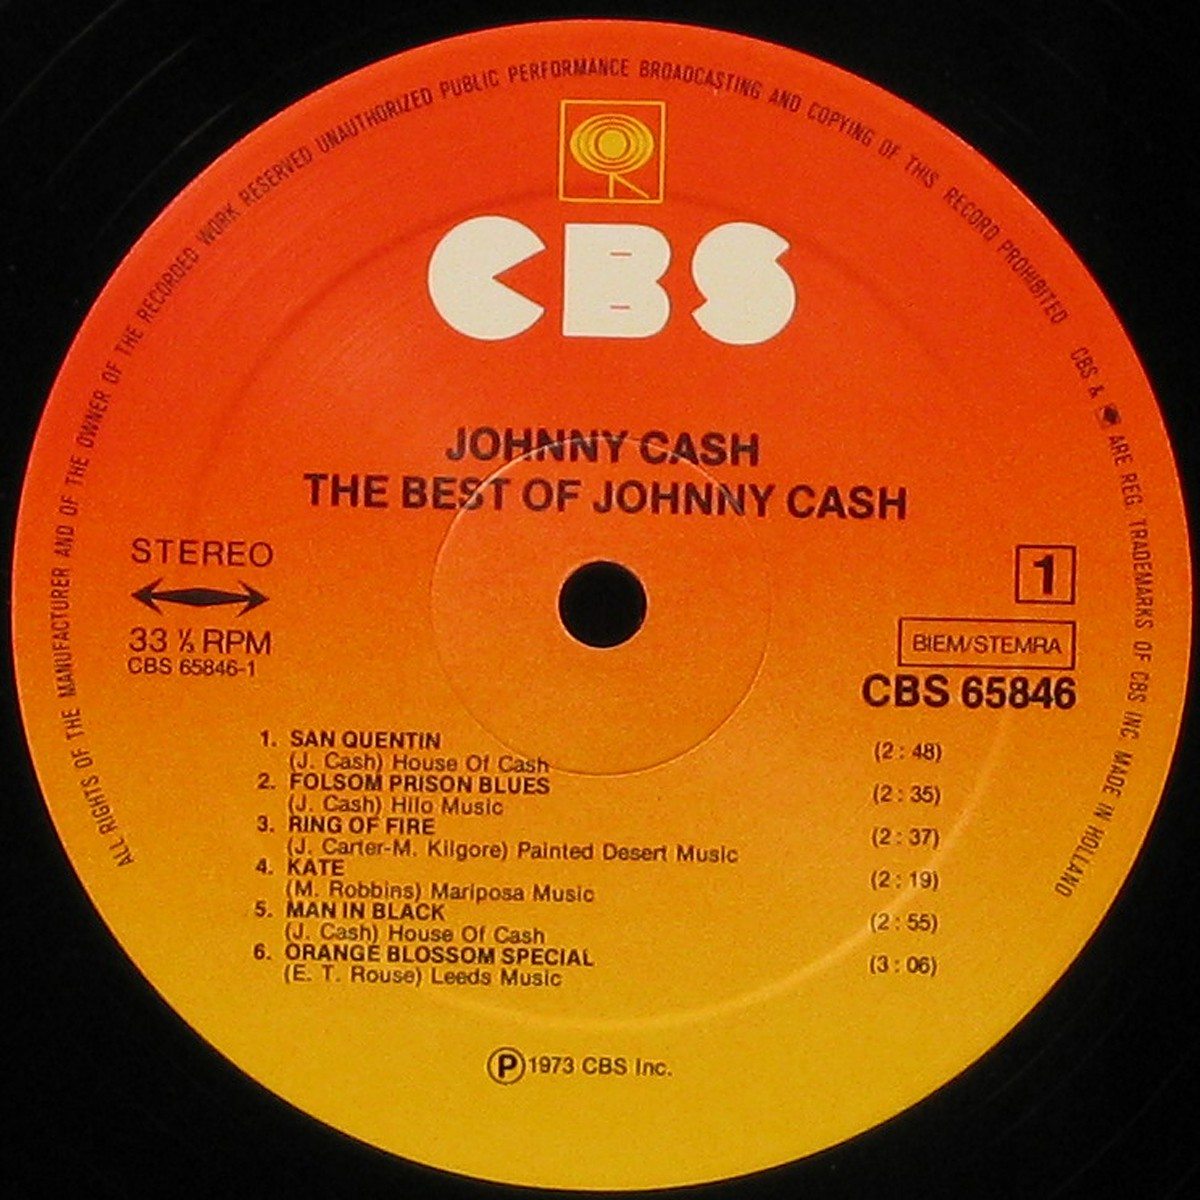 ALL RIGHTS OF THE MANUFACTURER AND OF THE OWNER OF THE RECORDED WORK RESERVED UNAUTHORIZED PUBLIC PERFORMANCE BROADCASTING AND COPYING OF THIS RECORD PROHIBITED CBS & ARE REG. TRADEMARKS OF CBS INC MADE IN HOLLAND
CBS
JOHNNY CASH
THE BEST OF JOHNNY CASH
STEREO
33 ⅓ RPM
CBS 65846-1
1
BIEM/STEMRA
CBS 65846
1. SAN QUENTIN (2 : 48)
(J. Cash) House Of Cash
2. FOLSOM PRISON BLUES (2 : 35)
(J. Cash) Hilo Music
3. RING OF FIRE (2 : 37)
(J. Carter-M. Kilgore) Painted Desert Music
4. KATE (2 : 19)
(M. Robbins) Mariposa Music
5. MAN IN BLACK (2 : 55)
(J. Cash) House Of Cash
6. ORANGE BLOSSOM SPECIAL (3 : 06)
(E. T. Rouse) Leeds Music
Ⓟ 1973 CBS Inc.